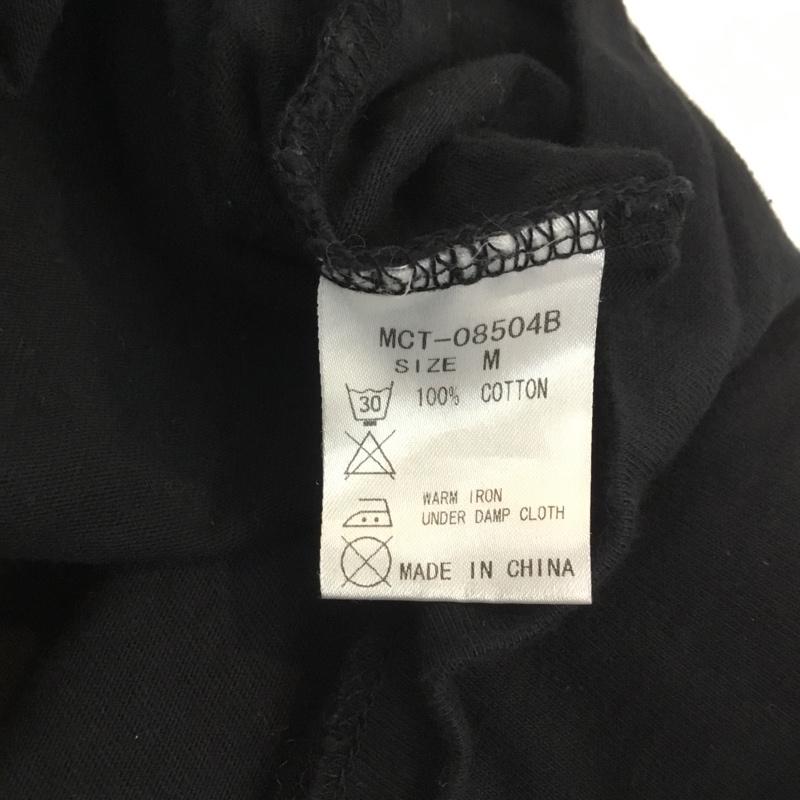 MCT-08504B
SIZE M
30 100% COTTON
WARM IRON
UNDER DAMP CLOTH
MADE IN CHINA